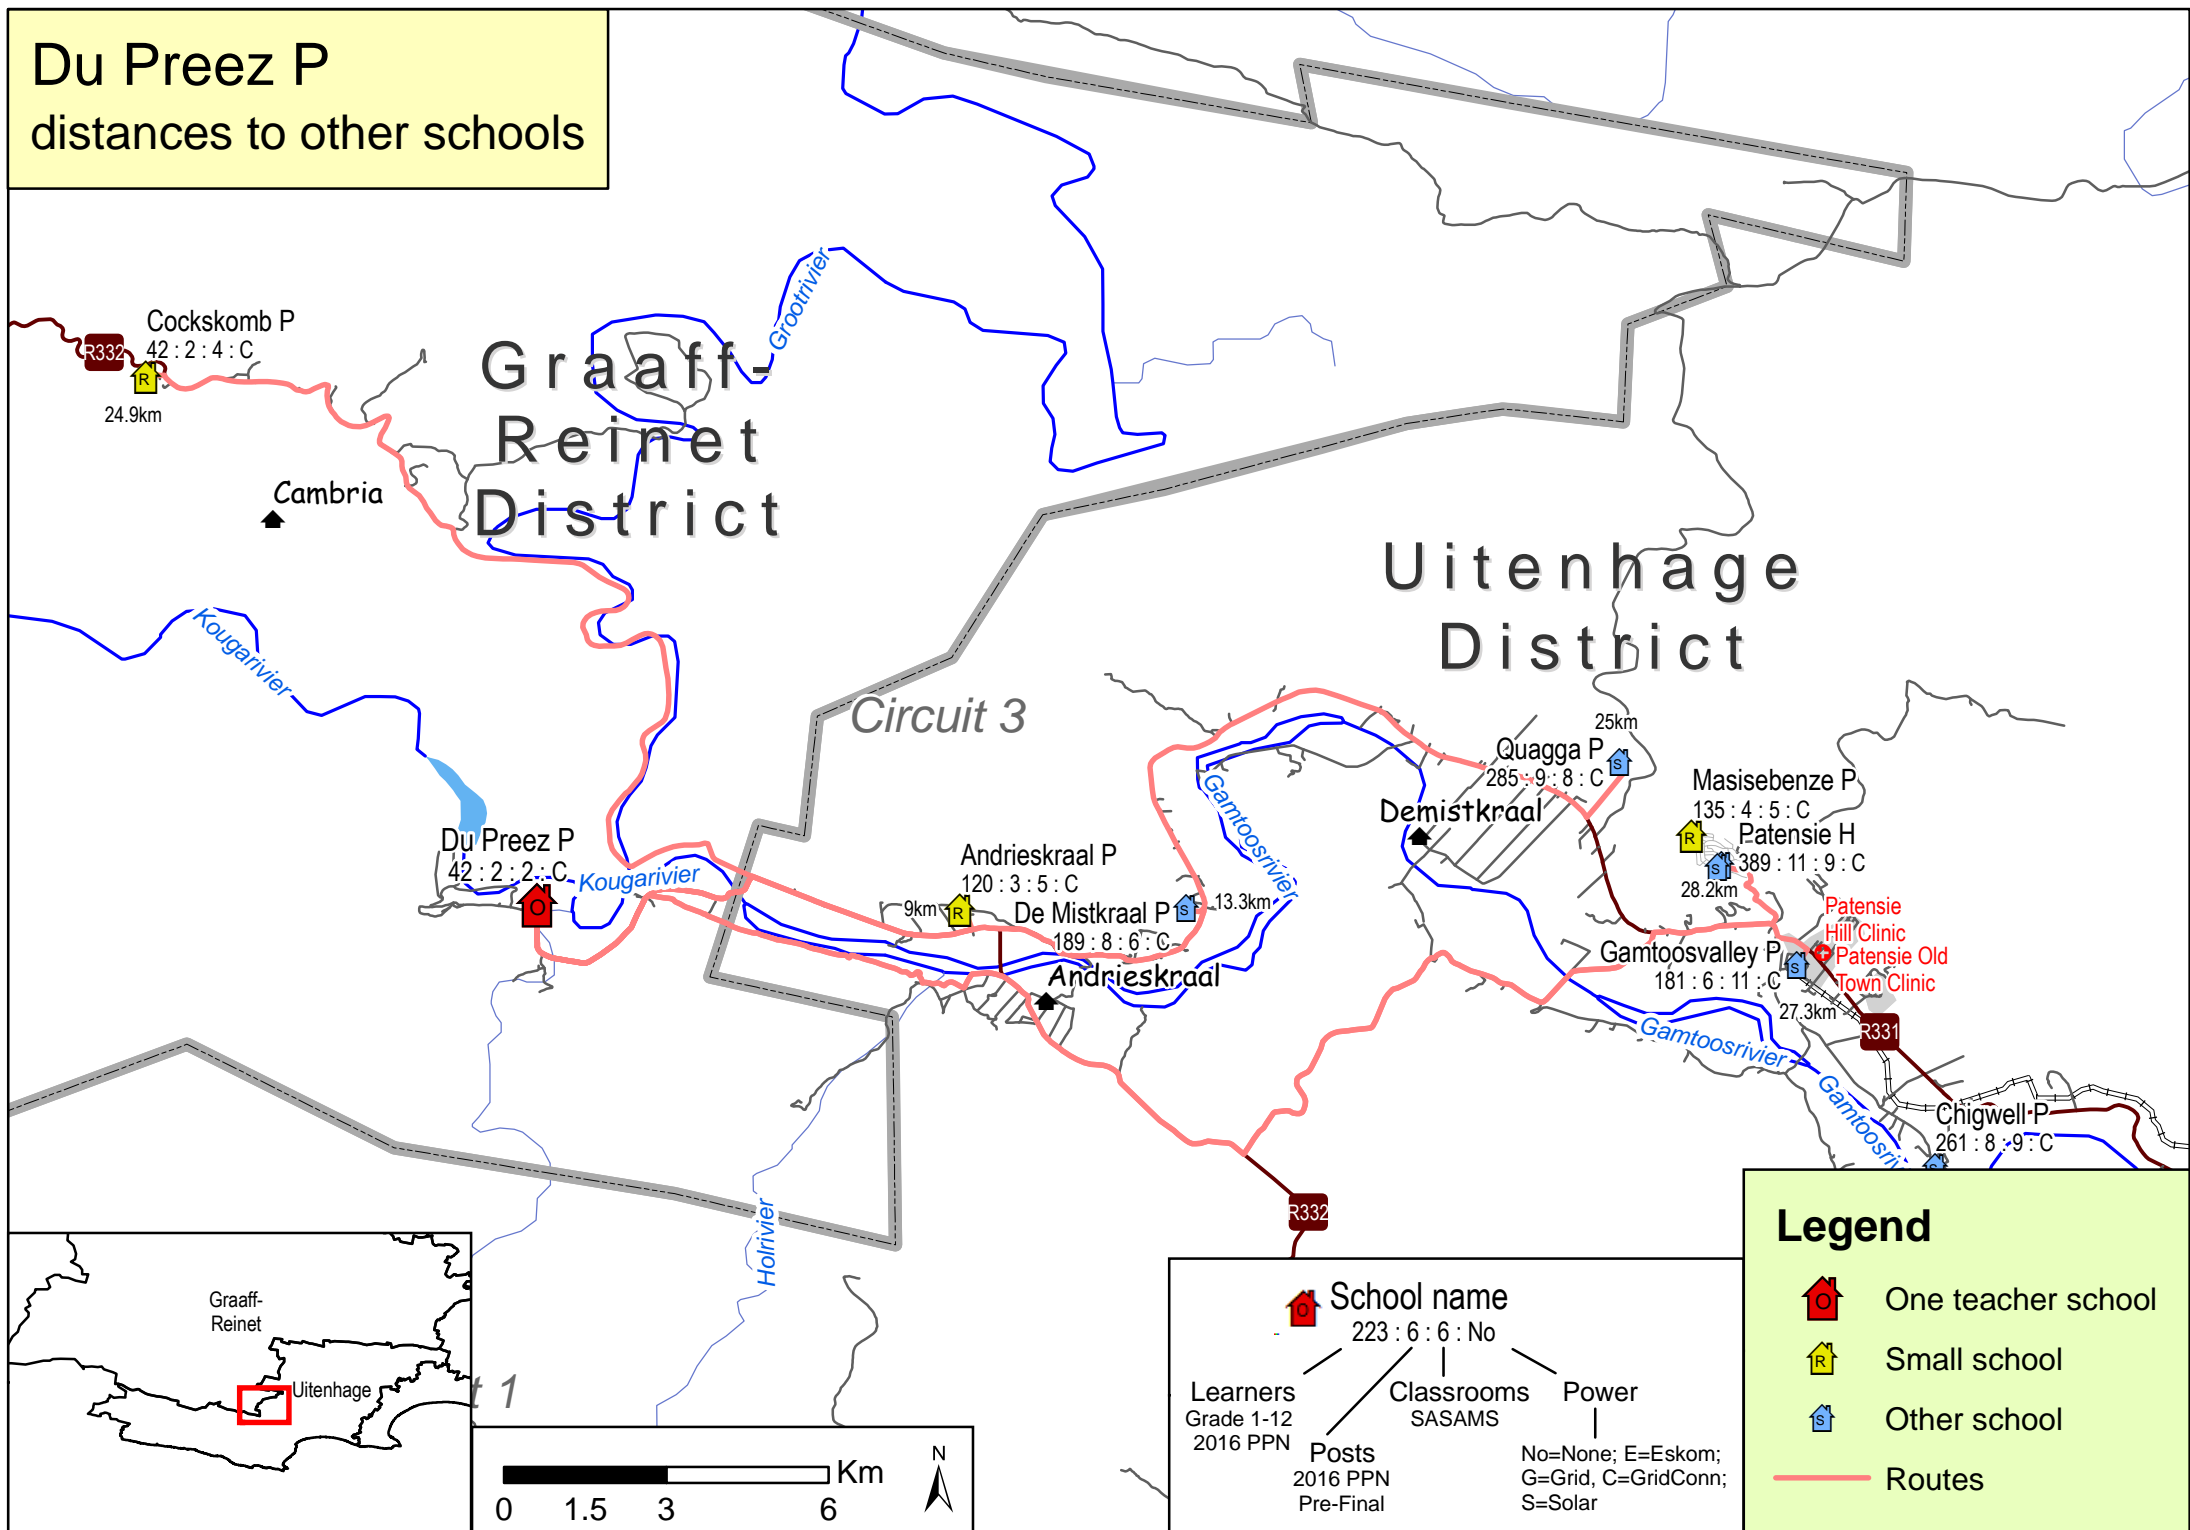 Du Preez P
distances to other schools
Cockskomb P
42 : 2 : 4 : C
R332
R
24.9km
Graaff-
Reinet
District
Grootrivier
Cambria
Kougarivier
Uitenhage
District
Circuit 3
25km
Quagga P
285 : 9 : 8 : C
S
Masisebenze P
135 : 4 : 5 : C
R
Patensie H
389 : 11 : 9 : C
S
28.2km
Demistkraal
Gamtoosrivier
Du Preez P
42 : 2 : 2 : C
O
Kougarivier
Andrieskraal P
120 : 3 : 5 : C
9km
R
De Mistkraal P
189 : 8 : 6 : C
S
13.3km
Andrieskraal
Patensie
Hill Clinic
Patensie Old
Town Clinic
Gamtoosvalley P
181 : 6 : 11 : C
S
27.3km
R331
Gamtoosrivier
Gamtoosriv
Chigwell P
261 : 8 : 9 : C
S
R332
Holrivier
Graaff-
Reinet
Uitenhage
t 1
Km
0 1.5 3 6
N
O
School name
223 : 6 : 6 : No
Learners
Grade 1-12
2016 PPN
Posts
2016 PPN
Pre-Final
Classrooms
SASAMS
Power
No=None; E=Eskom;
G=Grid, C=GridConn;
S=Solar
Legend
O
One teacher school
R
Small school
S
Other school
Routes